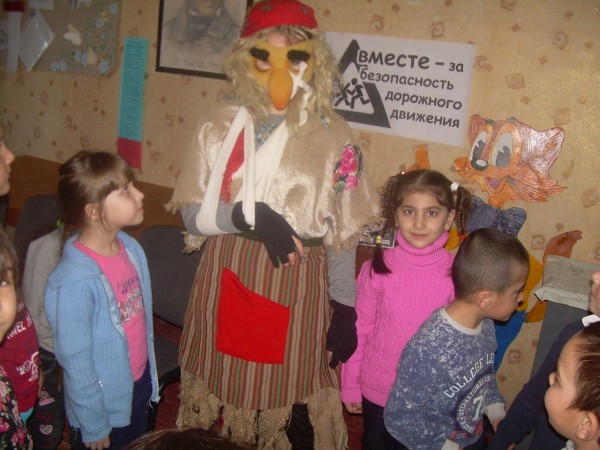 вместе - за
безопасность
дорожного
движения
COLLEGE